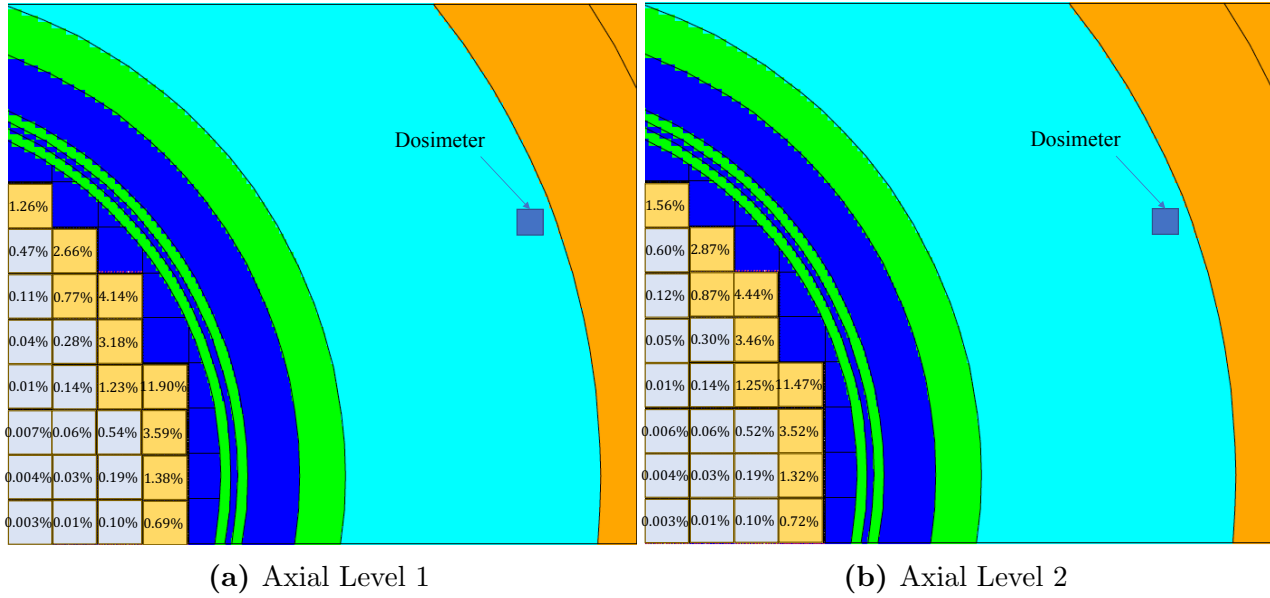 Dosimeter
1.26%
0.47% 2.66%
0.11% 0.77% 4.14%
0.04% 0.28% 3.18%
0.01% 0.14% 1.23% 11.90%
0.007% 0.06% 0.54% 3.59%
0.004% 0.03% 0.19% 1.38%
0.003% 0.01% 0.10% 0.69%
(a) Axial Level 1
Dosimeter
1.56%
0.60% 2.87%
0.12% 0.87% 4.44%
0.05% 0.30% 3.46%
0.01% 0.14% 1.25% 11.47%
0.006% 0.06% 0.52% 3.52%
0.004% 0.03% 0.19% 1.32%
0.003% 0.01% 0.10% 0.72%
(b) Axial Level 2